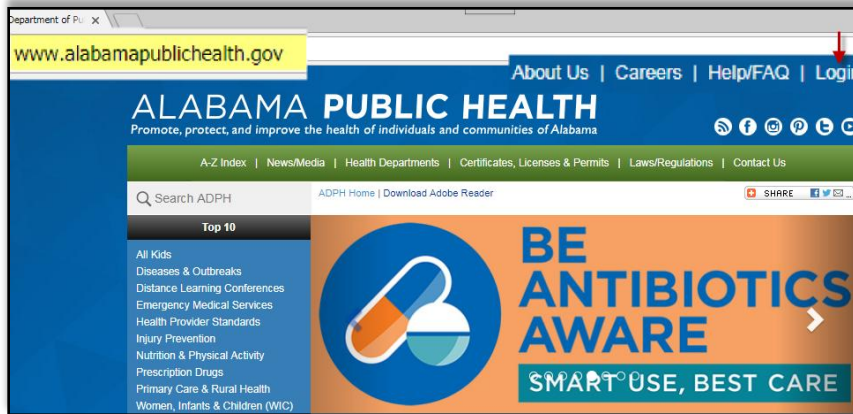 Department of Pu x
www.alabamapublichealth.gov
About Us | Careers | Help/FAQ | Login
ALABAMA PUBLIC HEALTH
Promote, protect, and improve the health of individuals and communities of Alabama
A-Z Index | News/Media | Health Departments | Certificates, Licenses & Permits | Laws/Regulations | Contact Us
Search ADPH
ADPH Home | Download Adobe Reader
SHARE
Top 10
All Kids
Diseases & Outbreaks
Distance Learning Conferences
Emergency Medical Services
Health Provider Standards
Injury Prevention
Nutrition & Physical Activity
Prescription Drugs
Primary Care & Rural Health
Women, Infants & Children (WIC)
BE
ANTIBIOTICS
AWARE
SMART USE, BEST CARE